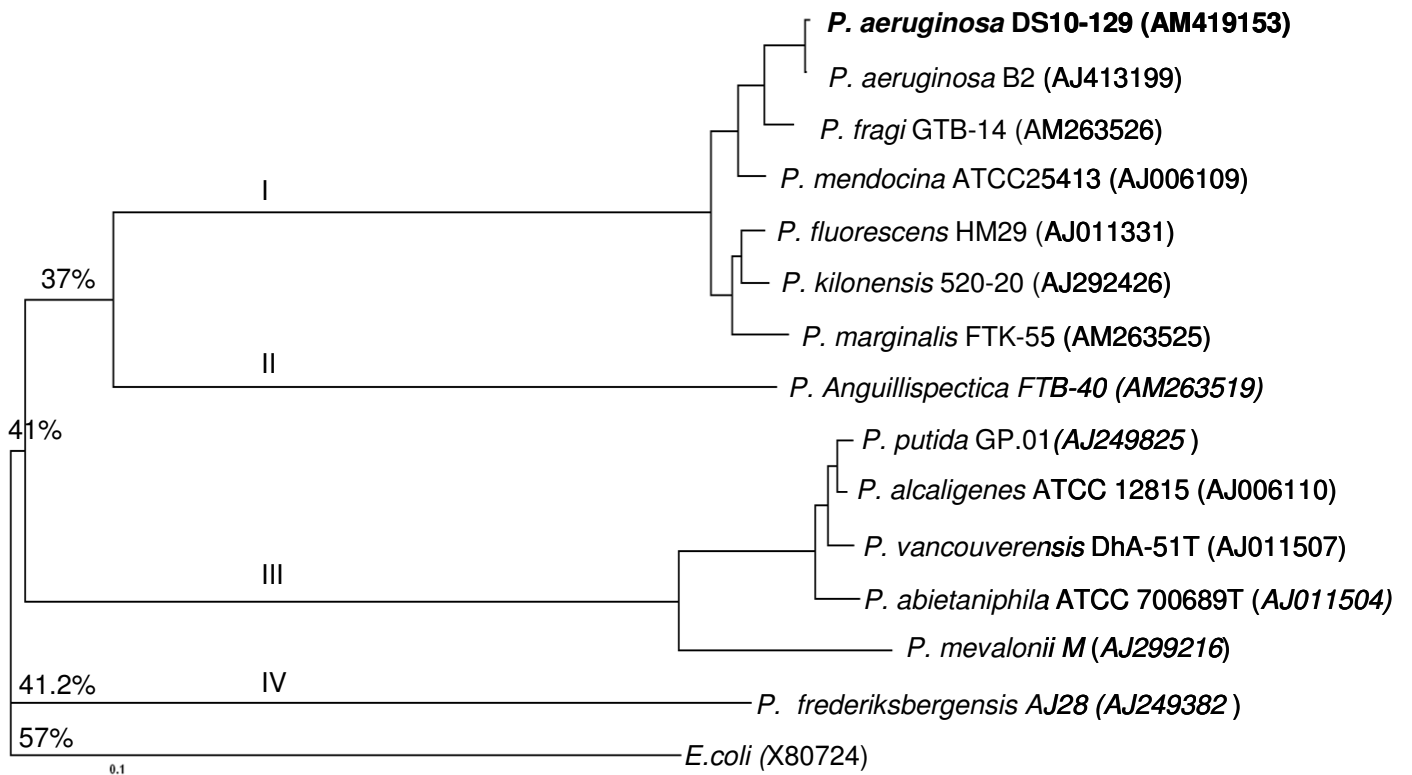 P. aeruginosa DS10-129 (AM419153)
P. aeruginosa B2 (AJ413199)
P. fragi GTB-14 (AM263526)
P. mendocina ATCC25413 (AJ006109)
I
P. fluorescens HM29 (AJ011331)
37%
P. kilonensis 520-20 (AJ292426)
P. marginalis FTK-55 (AM263525)
II
P. Anguillispectica FTB-40 (AM263519)
41%
P. putida GP.01(AJ249825 )
P. alcaligenes ATCC 12815 (AJ006110)
P. vancouverensis DhA-51T (AJ011507)
III
P. abietaniphila ATCC 700689T (AJ011504)
P. mevalonii M (AJ299216)
41.2%
IV
P. frederiksbergensis AJ28 (AJ249382 )
57%
E.coli (X80724)
0.1